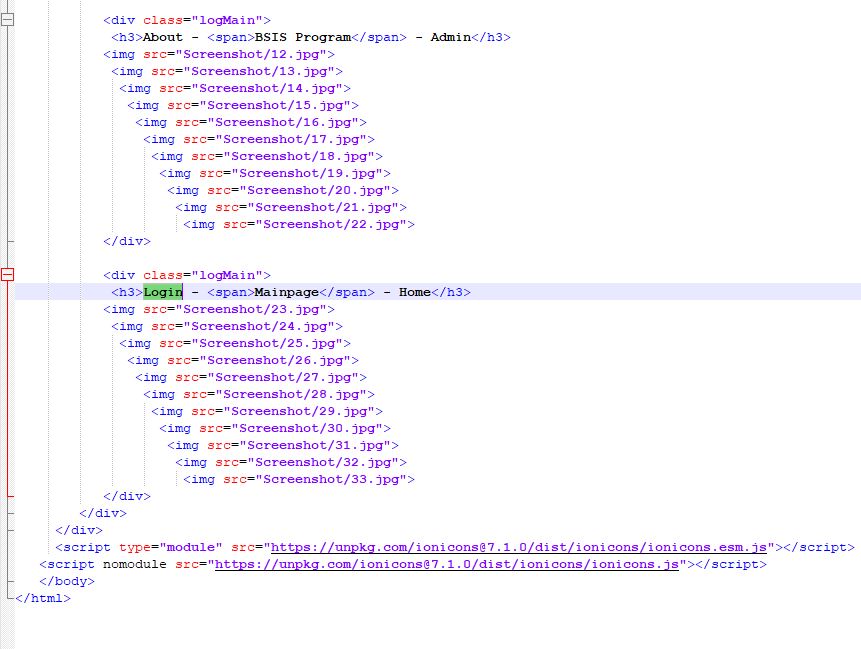 <div class="logMain">
<h3>About - <span>BSIS Program</span> - Admin</h3>
<img src="Screenshot/12.jpg">
<img src="Screenshot/13.jpg">
<img src="Screenshot/14.jpg">
<img src="Screenshot/15.jpg">
<img src="Screenshot/16.jpg">
<img src="Screenshot/17.jpg">
<img src="Screenshot/18.jpg">
<img src="Screenshot/19.jpg">
<img src="Screenshot/20.jpg">
<img src="Screenshot/21.jpg">
<img src="Screenshot/22.jpg">
</div>
<div class="logMain">
<h3>Login - <span>Mainpage</span> - Home</h3>
<img src="Screenshot/23.jpg">
<img src="Screenshot/24.jpg">
<img src="Screenshot/25.jpg">
<img src="Screenshot/26.jpg">
<img src="Screenshot/27.jpg">
<img src="Screenshot/28.jpg">
<img src="Screenshot/29.jpg">
<img src="Screenshot/30.jpg">
<img src="Screenshot/31.jpg">
<img src="Screenshot/32.jpg">
<img src="Screenshot/33.jpg">
</div>
</div>
</div>
<script type="module" src="https://unpkg.com/ionicons@7.1.0/dist/ionicons/ionicons.esm.js"></script>
<script nomodule src="https://unpkg.com/ionicons@7.1.0/dist/ionicons/ionicons.js"></script>
</body>
</html>